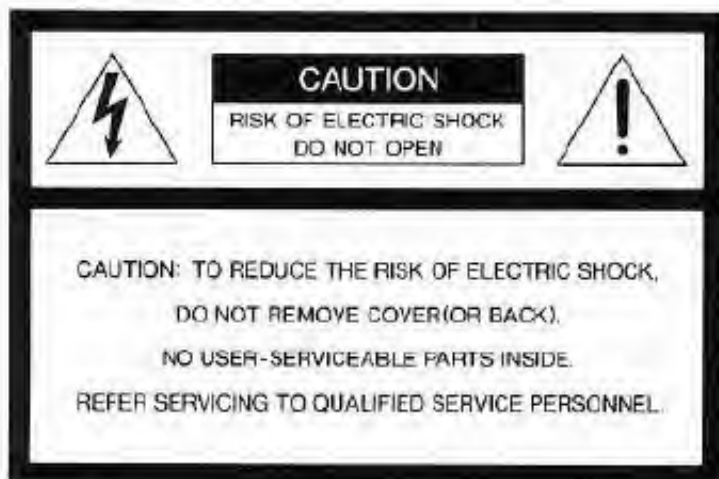 CAUTION
RISK OF ELECTRIC SHOCK
DO NOT OPEN
CAUTION: TO REDUCE THE RISK OF ELECTRIC SHOCK,
DO NOT REMOVE COVER(OR BACK).
NO USER-SERVICEABLE PARTS INSIDE.
REFER SERVICING TO QUALIFIED SERVICE PERSONNEL.